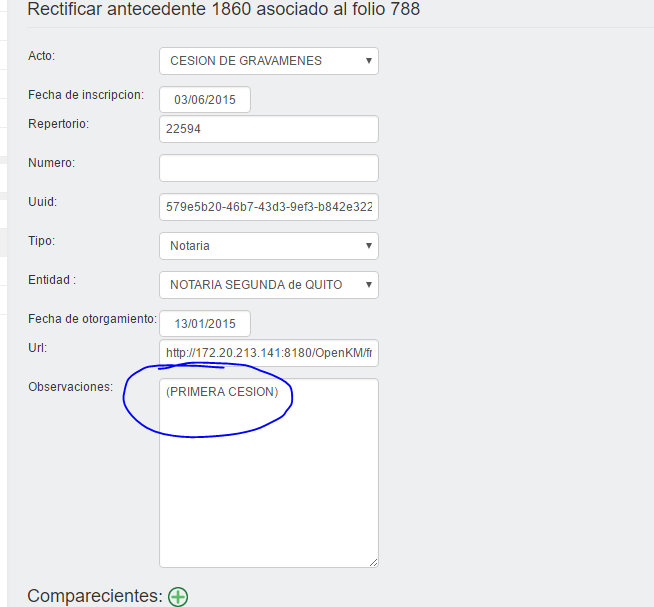 Rectificar antecedente 1860 asociado al folio 788
Acto: CESION DE GRAVAMENES
Fecha de inscripcion: 03/06/2015
Repertorio: 22594
Numero:
Uuid: 579e5b20-46b7-43d3-9ef3-b842e322
Tipo: Notaria
Entidad : NOTARIA SEGUNDA de QUITO
Fecha de otorgamiento: 13/01/2015
Url: http://172.20.213.141:8180/OpenKM/fr
Observaciones: (PRIMERA CESION)
Comparecientes: